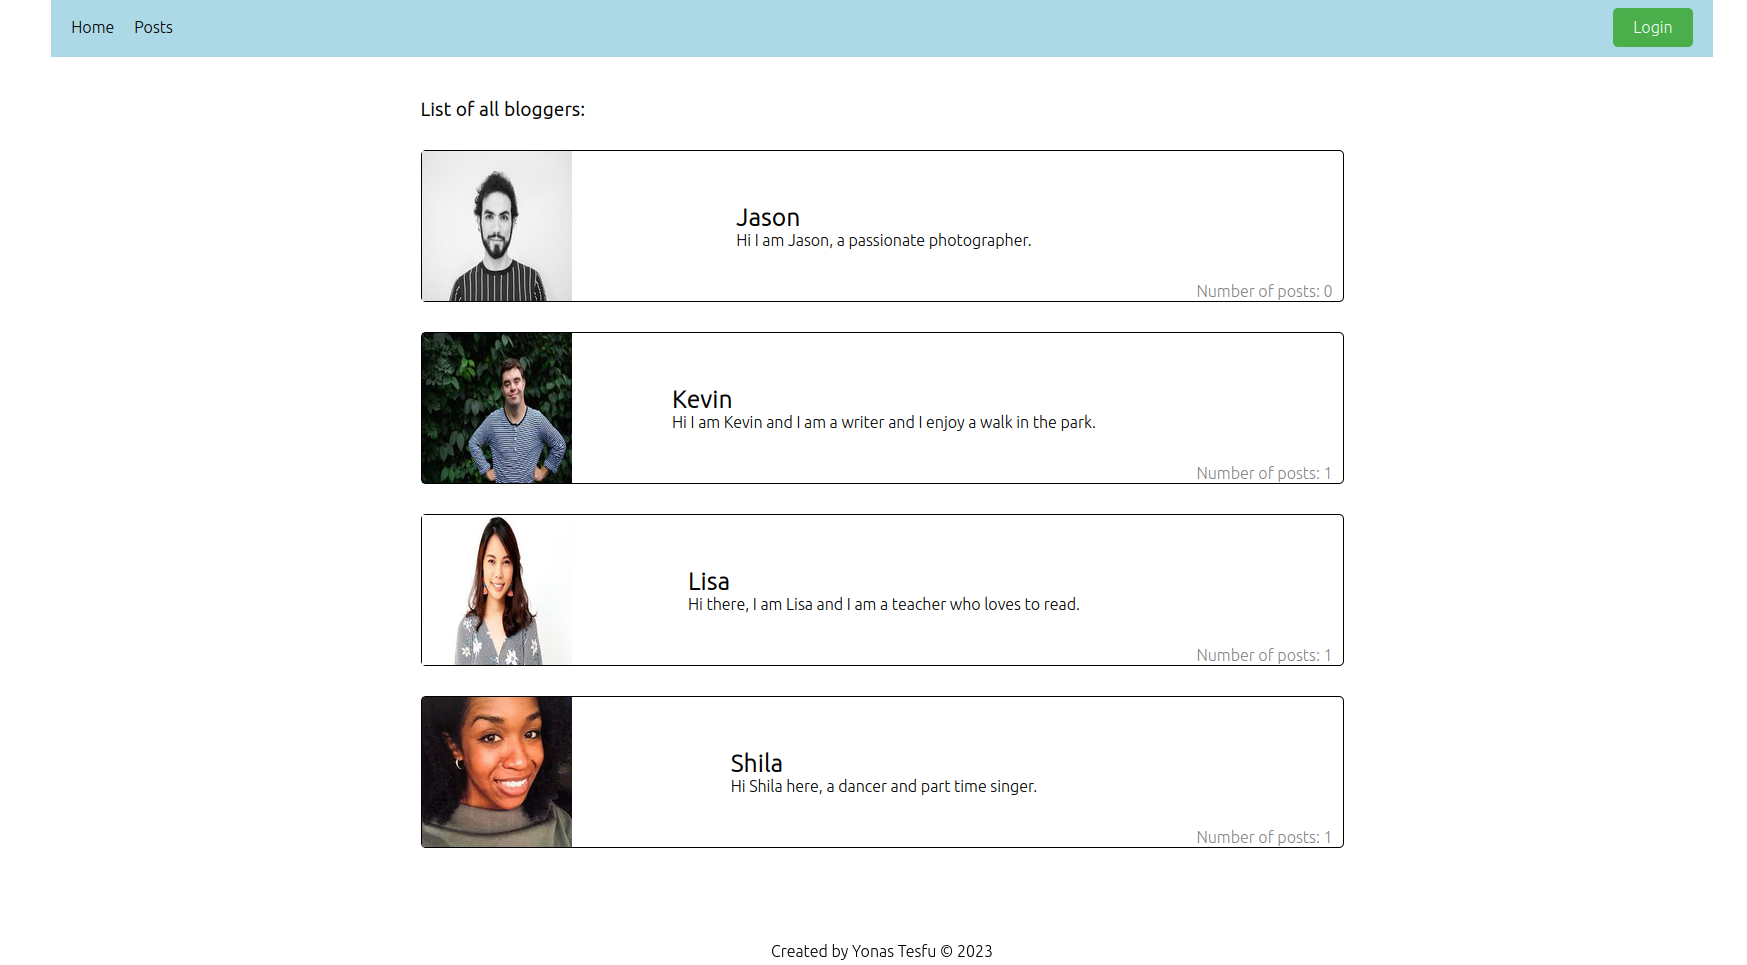 Home Posts Login
List of all bloggers:
Jason
Hi I am Jason, a passionate photographer.
Number of posts: 0
Kevin
Hi I am Kevin and I am a writer and I enjoy a walk in the park.
Number of posts: 1
Lisa
Hi there, I am Lisa and I am a teacher who loves to read.
Number of posts: 1
Shila
Hi Shila here, a dancer and part time singer.
Number of posts: 1
Created by Yonas Tesfu © 2023